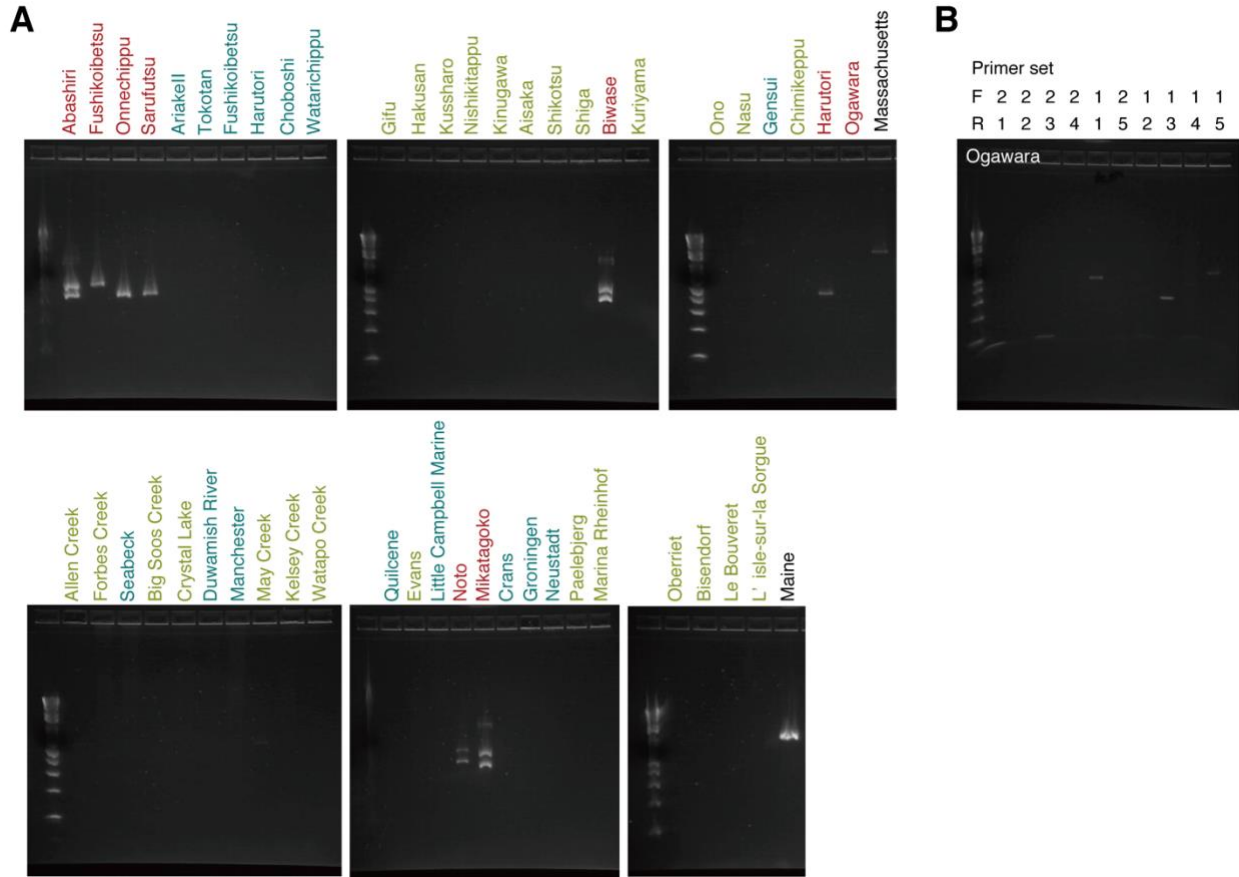 A
Abashiri
Fushikoibetsu
Onnechippu
Sarufutsu
Ariakell
Tokotan
Fushikoibetsu
Harutori
Choboshi
Watarichippu
Gifu
Hakusan
Kussharo
Nishikitappu
Kinugawa
Aisaka
Shikotsu
Shiga
Biwase
Kuriyama
Ono
Nasu
Gensui
Chimikeppu
Harutori
Ogawara
Massachusetts
B
Primer set
F 2 2 2 2 1 2 1 1 1 1
R 1 2 3 4 1 5 2 3 4 5
Ogawara
Allen Creek
Forbes Creek
Seabeck
Big Soos Creek
Crystal Lake
Duwamish River
Manchester
May Creek
Kelsey Creek
Watapo Creek
Quilcene
Evans
Little Campbell Marine
Noto
Mikatagoko
Crans
Groningen
Neustadt
Paelebjerg
Marina Rheinhof
Oberriet
Bisendorf
Le Bouveret
L' isle-sur-la Sorgue
Maine